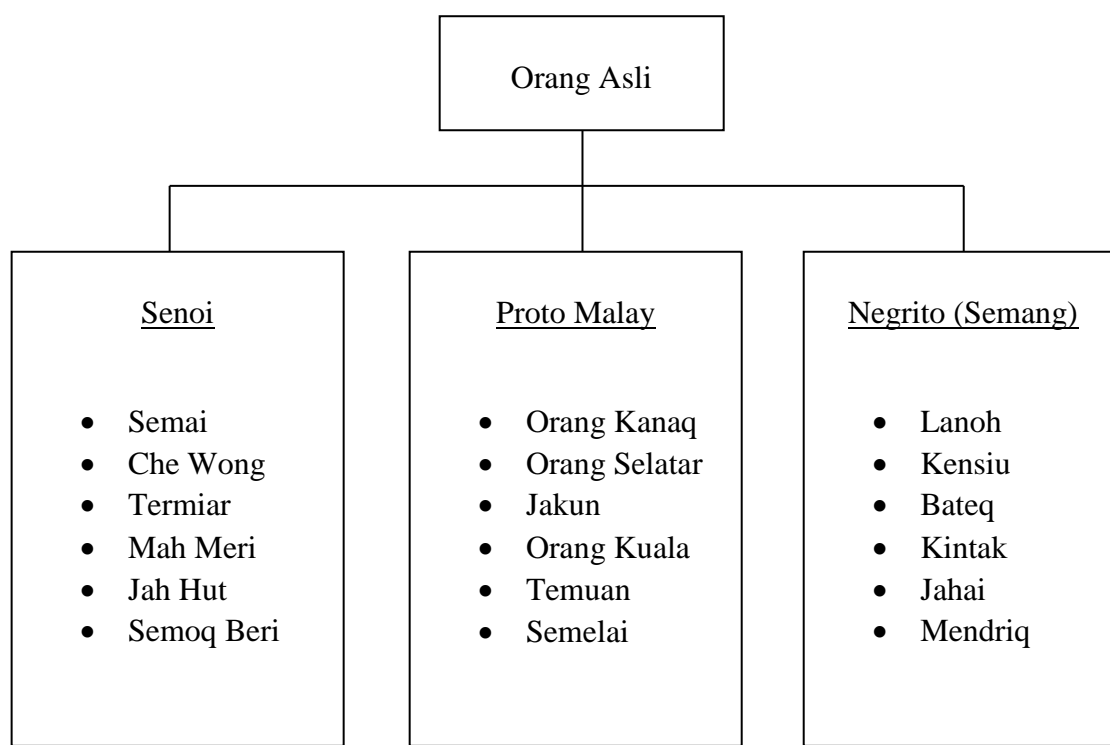 Orang Asli
Senoi
• Semai
• Che Wong
• Termiar
• Mah Meri
• Jah Hut
• Semoq Beri
Proto Malay
• Orang Kanaq
• Orang Selatar
• Jakun
• Orang Kuala
• Temuan
• Semelai
Negrito (Semang)
• Lanoh
• Kensiu
• Bateq
• Kintak
• Jahai
• Mendriq